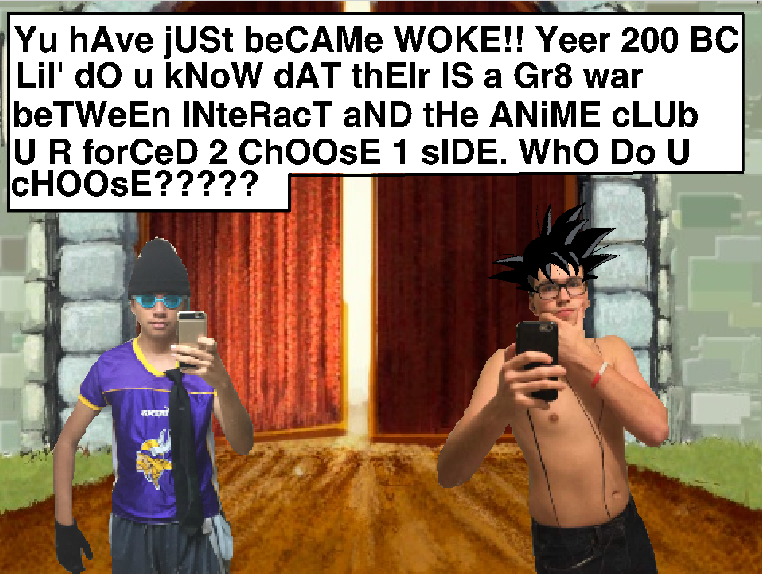 Yu hAve jUSt beCAMe WOKE!! Yeer 200 BC
Lil' dO u kNoW dAT thEIr IS a Gr8 war
beTWeEn INteRacT aND tHe ANiME cLUb
U R forCeD 2 ChOOsE 1 sIDE. WhO Do U
cHOOsE?????